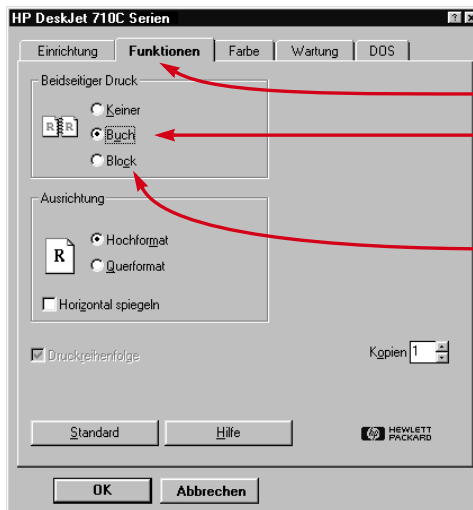 HP DeskJet 710C Serien
Einrichtung Funktionen Farbe Wartung DOS
Beidseitiger Druck
Keiner
R R
Buch
Block
Ausrichtung
Hochformat
R
Querformat
Horizontal spiegeln
Druckreihenfolge
Kopien 1
Standard Hilfe
hp HEWLETT PACKARD
OK Abbrechen